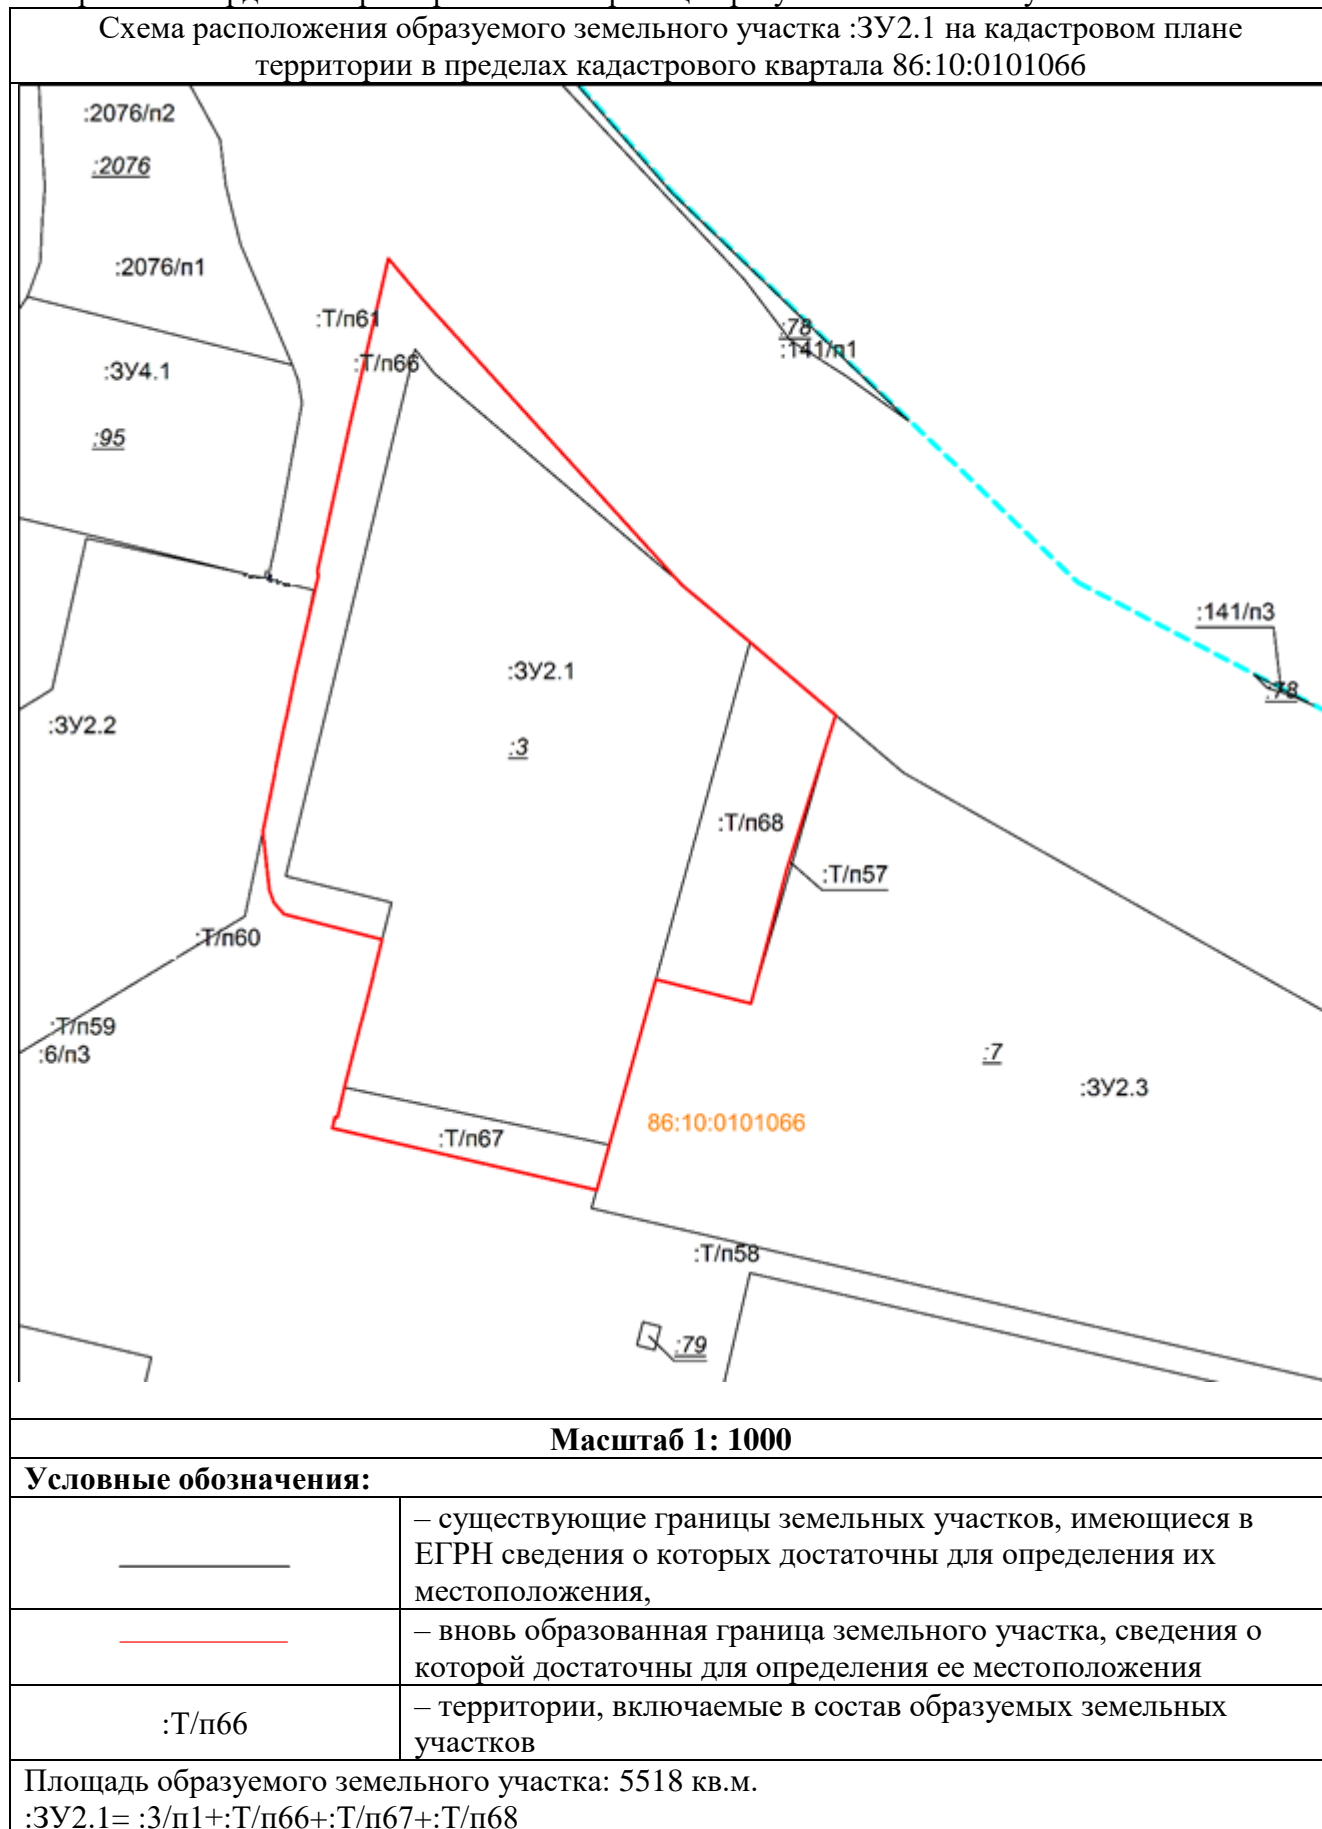 Схема расположения образуемого земельного участка :ЗУ2.1 на кадастровом плане
территории в пределах кадастрового квартала 86:10:0101066
:2076/п2
:2076
:2076/п1
:Т/п61
:78
:141/п1
:Т/п66
:ЗУ4.1
:95
:141/п3
:78
:ЗУ2.1
:ЗУ2.2
:3
:Т/п68
:Т/п57
:Т/п60
:Т/п59
:6/п3
:7
:ЗУ2.3
86:10:0101066
:Т/п67
:Т/п58
:79
Масштаб 1: 1000
Условные обозначения:
– существующие границы земельных участков, имеющиеся в
ЕГРН сведения о которых достаточны для определения их
местоположения,
– вновь образованная граница земельного участка, сведения о
которой достаточны для определения ее местоположения
:Т/п66
– территории, включаемые в состав образуемых земельных
участков
Площадь образуемого земельного участка: 5518 кв.м.
:ЗУ2.1= :3/п1+:Т/п66+:Т/п67+:Т/п68